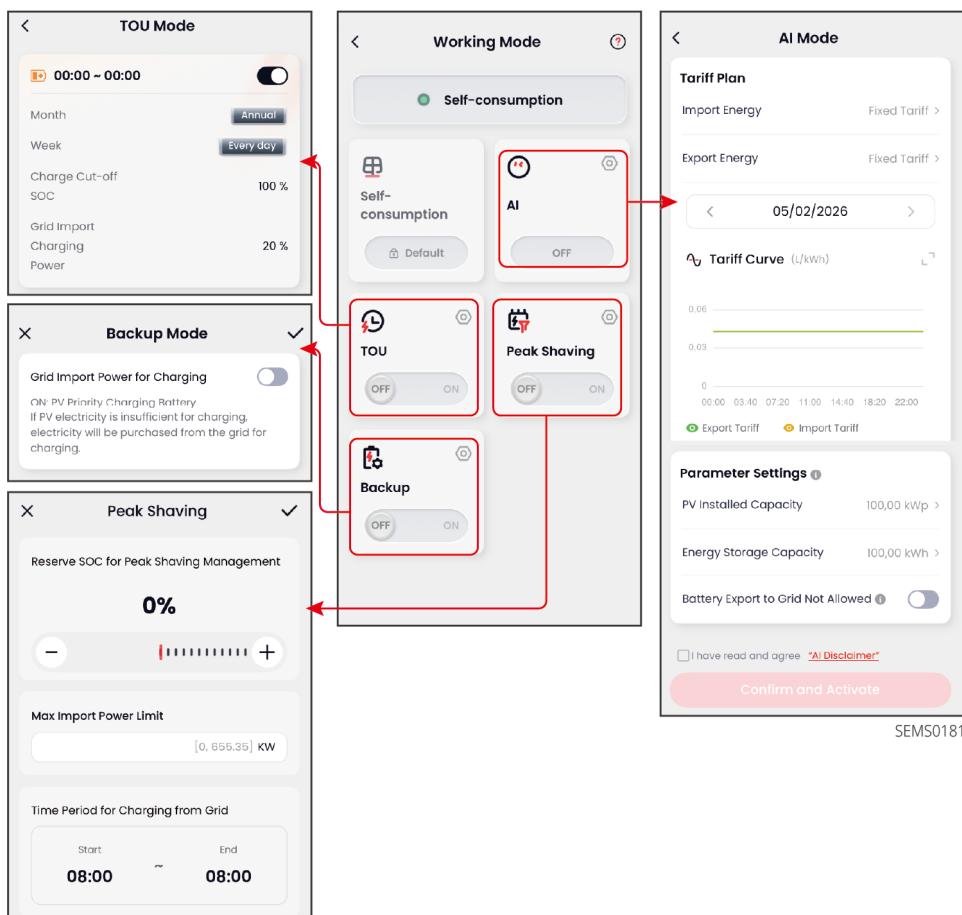 TOU Mode
00:00 ~ 00:00
Month
Annual
Week
Every day
Charge Cut-off
SOC
100 %
Grid Import
Charging
Power
20 %
Backup Mode
Grid Import Power for Charging
ON: PV Priority Charging Battery
If PV electricity is insufficient for charging,
electricity will be purchased from the grid for
charging.
Peak Shaving
Reserve SOC for Peak Shaving Management
0%
Max Import Power Limit
[0, 655.35] KW
Time Period for Charging from Grid
Start
End
08:00
~
08:00
Working Mode
?
Self-consumption
Self-
consumption
Default
AI
OFF
TOU
OFF
ON
Peak Shaving
OFF
ON
Backup
OFF
ON
AI Mode
Tariff Plan
Import Energy
Fixed Tariff >
Export Energy
Fixed Tariff >
05/02/2026
Tariff Curve (L/kWh)
0.06
0.03
0
00:00 03:40 07:20 11:00 14:40 18:20 22:00
Export Tariff
Import Tariff
Parameter Settings
PV Installed Capacity
100,00 kWp >
Energy Storage Capacity
100,00 kWh >
Battery Export to Grid Not Allowed
I have read and agree "AI Disclaimer"
Confirm and Activate
SEMS0181